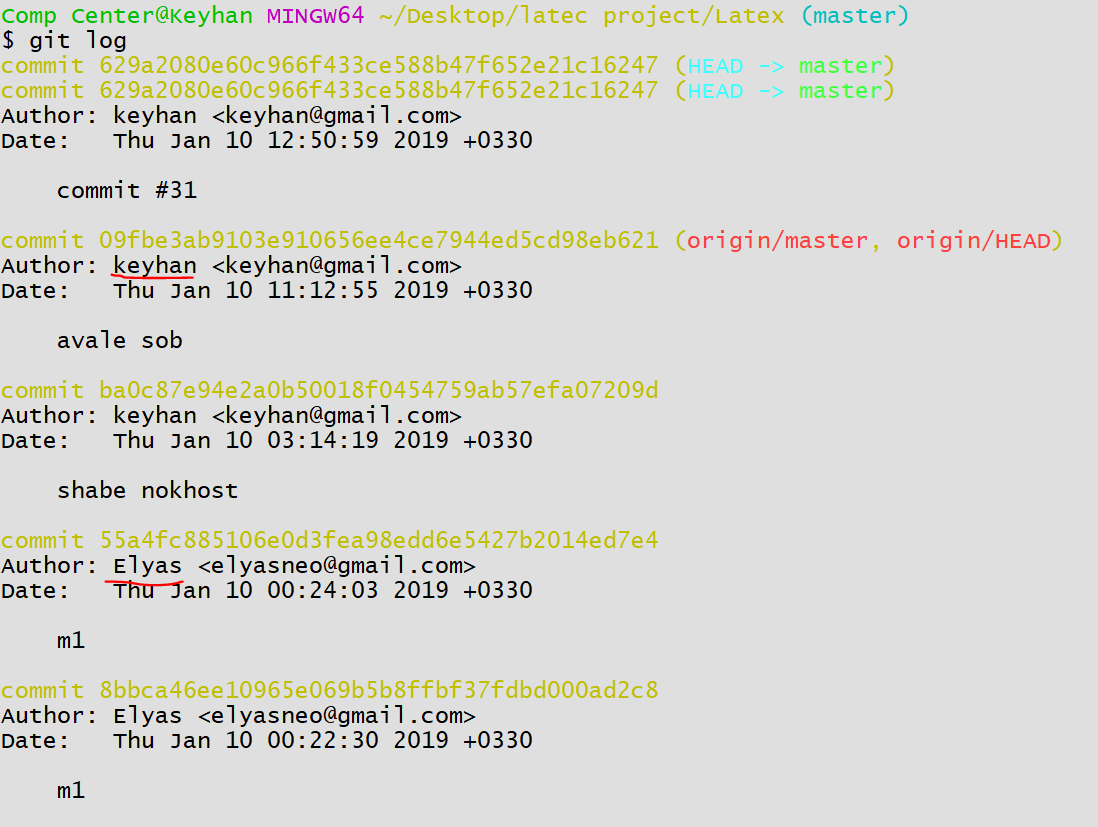 Comp Center@Keyhan MINGW64 ~/Desktop/latec project/Latex (master)
$ git log
commit 629a2080e60c966f433ce588b47f652e21c16247 (HEAD -> master)
commit 629a2080e60c966f433ce588b47f652e21c16247 (HEAD -> master)
Author: keyhan <keyhan@gmail.com>
Date:   Thu Jan 10 12:50:59 2019 +0330
    commit #31
commit 09fbe3ab9103e910656ee4ce7944ed5cd98eb621 (origin/master, origin/HEAD)
Author: keyhan <keyhan@gmail.com>
Date:   Thu Jan 10 11:12:55 2019 +0330
    avale sob
commit ba0c87e94e2a0b50018f0454759ab57efa07209d
Author: keyhan <keyhan@gmail.com>
Date:   Thu Jan 10 03:14:19 2019 +0330
    shabe nokhost
commit 55a4fc885106e0d3fea98edd6e5427b2014ed7e4
Author: Elyas <elyasneo@gmail.com>
Date:   Thu Jan 10 00:24:03 2019 +0330
    m1
commit 8bbca46ee10965e069b5b8ffbf37fdbd000ad2c8
Author: Elyas <elyasneo@gmail.com>
Date:   Thu Jan 10 00:22:30 2019 +0330
    m1